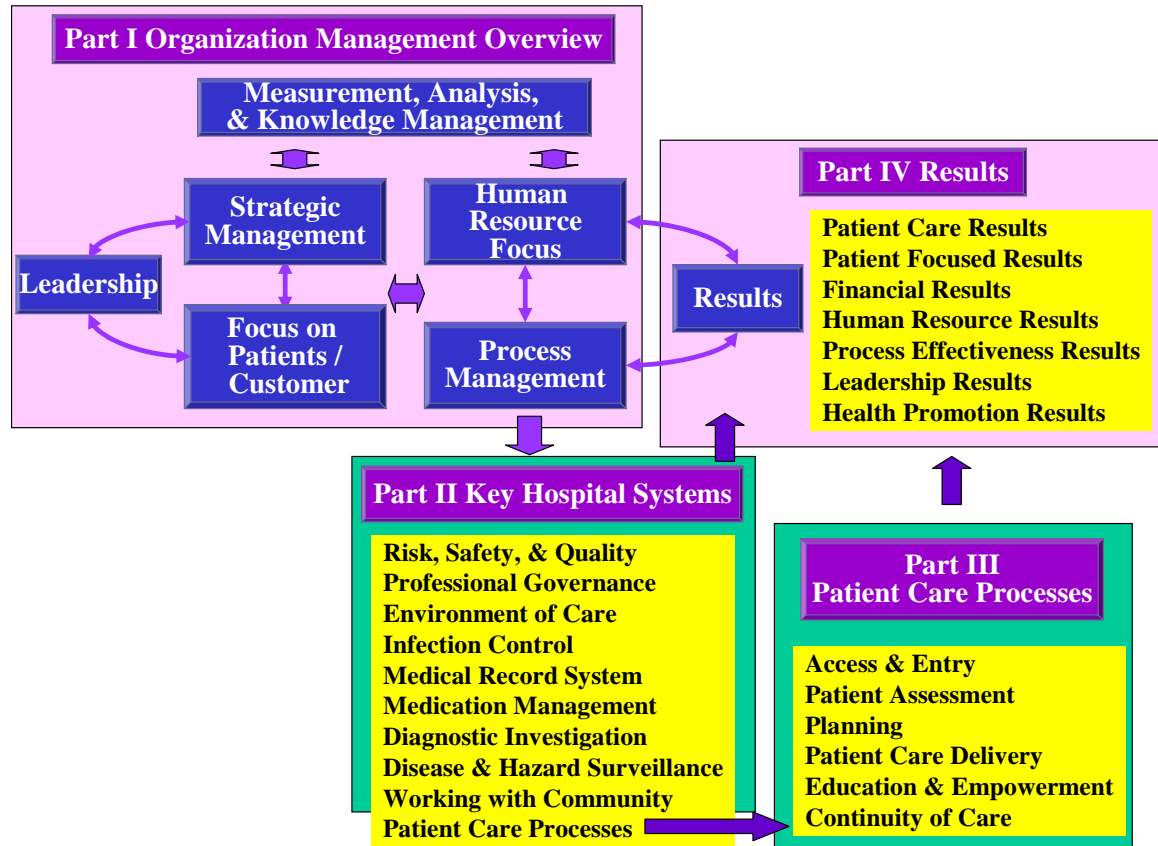 Part I Organization Management Overview
Measurement, Analysis,
& Knowledge Management
Strategic
Management
Human
Resource
Focus
Leadership
Focus on
Patients /
Customer
Process
Management
Results
Part IV Results
Patient Care Results
Patient Focused Results
Financial Results
Human Resource Results
Process Effectiveness Results
Leadership Results
Health Promotion Results
Part II Key Hospital Systems
Risk, Safety, & Quality
Professional Governance
Environment of Care
Infection Control
Medical Record System
Medication Management
Diagnostic Investigation
Disease & Hazard Surveillance
Working with Community
Patient Care Processes
Part III
Patient Care Processes
Access & Entry
Patient Assessment
Planning
Patient Care Delivery
Education & Empowerment
Continuity of Care